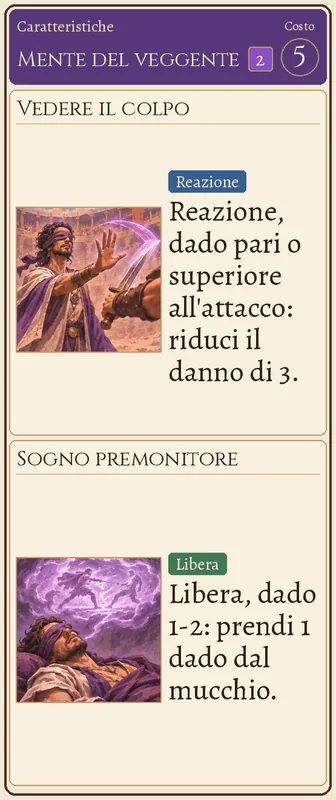 Caratteristiche
Costo
Mente del veggente 2 5
Vedere il colpo
Reazione
Reazione,
dado pari o
superiore
all'attacco:
riduci il
danno di 3.
Sogno premonitore
Libera
Libera, dado
1-2: prendi 1
dado dal
mucchio.